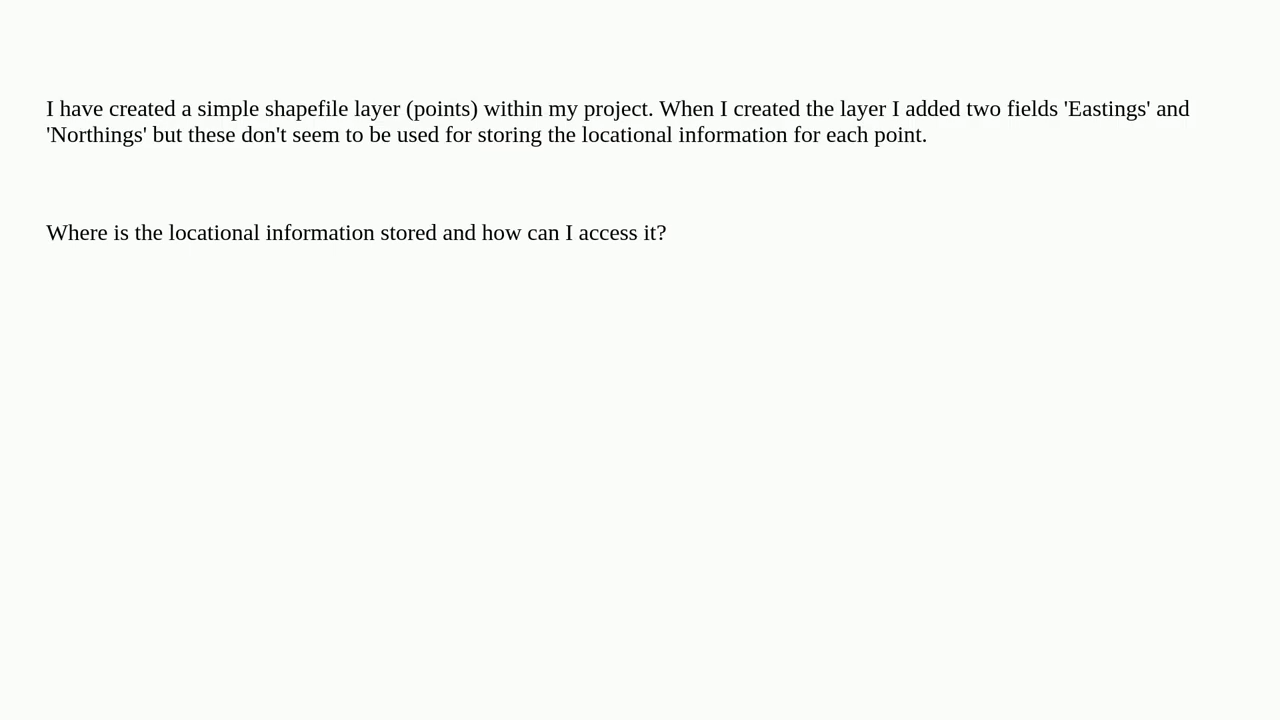 I have created a simple shapefile layer (points) within my project. When I created the layer I added two fields 'Eastings' and
'Northings' but these don't seem to be used for storing the locational information for each point.
Where is the locational information stored and how can I access it?